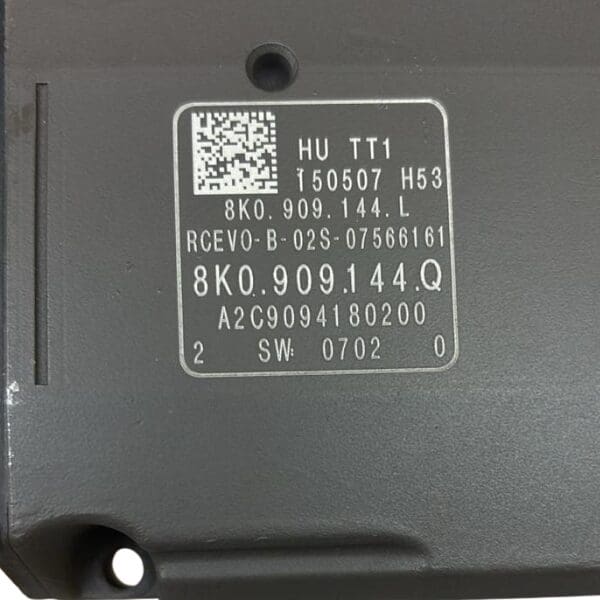 HU TT1
150507 H53
8K0.909.144.L
RCEVO-B-02S-07566161
8K0.909.144.Q
A2C9094180200
2 SW: 0702 0